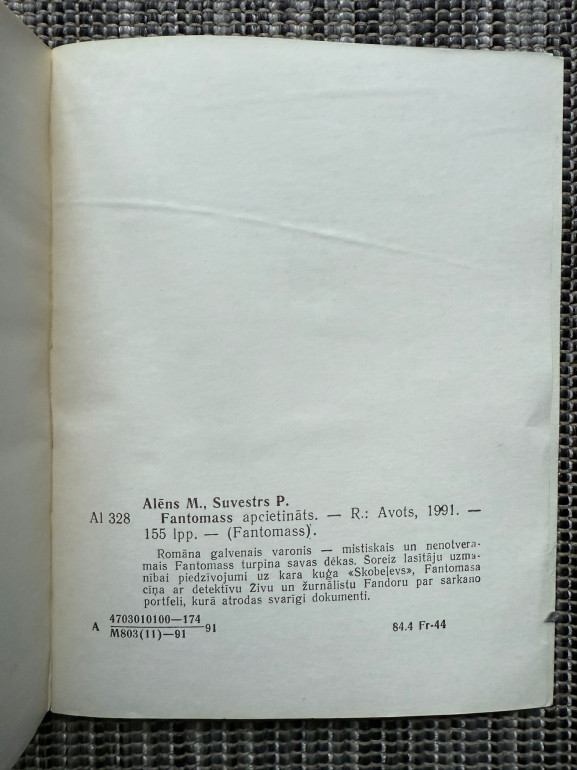 Alēns M., Suvestrs P.
Al 328 Fantomass apcietināts. — R.: Avots, 1991. —
155 lpp. — (Fantomass).
Romāna galvenais varonis — mistiskais un nenotvera-
mais Fantomass turpina savas dēkas. Šoreiz lasītāju uzma-
nībai piedzīvojumi uz kara kuģa «Skobeļevs», Fantomasa
cīņa ar detektīvu Živu un žurnālistu Fandoru par sarkano
portfeli, kurā atrodas svarīgi dokumenti.
4703010100—174
A 91
M803(11)—91
84.4 Fr-44